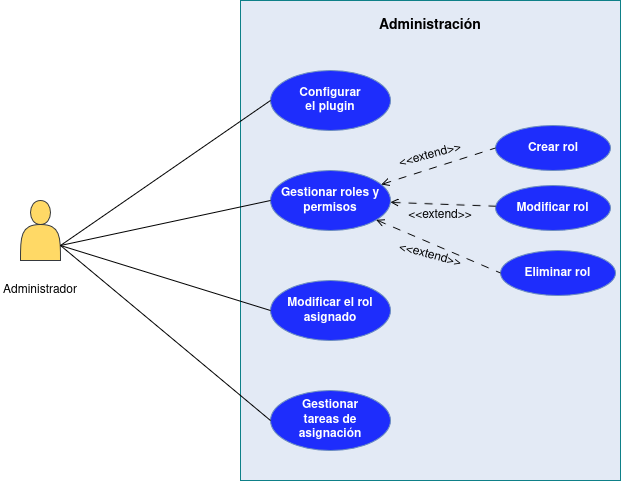 Administración
Configurar
el plugin
<<extend>>
Crear rol
Gestionar roles y
permisos
<<extend>>
Modificar rol
<<extend>>
Eliminar rol
Administrador
Modificar el rol
asignado
Gestionar
tareas de
asignación